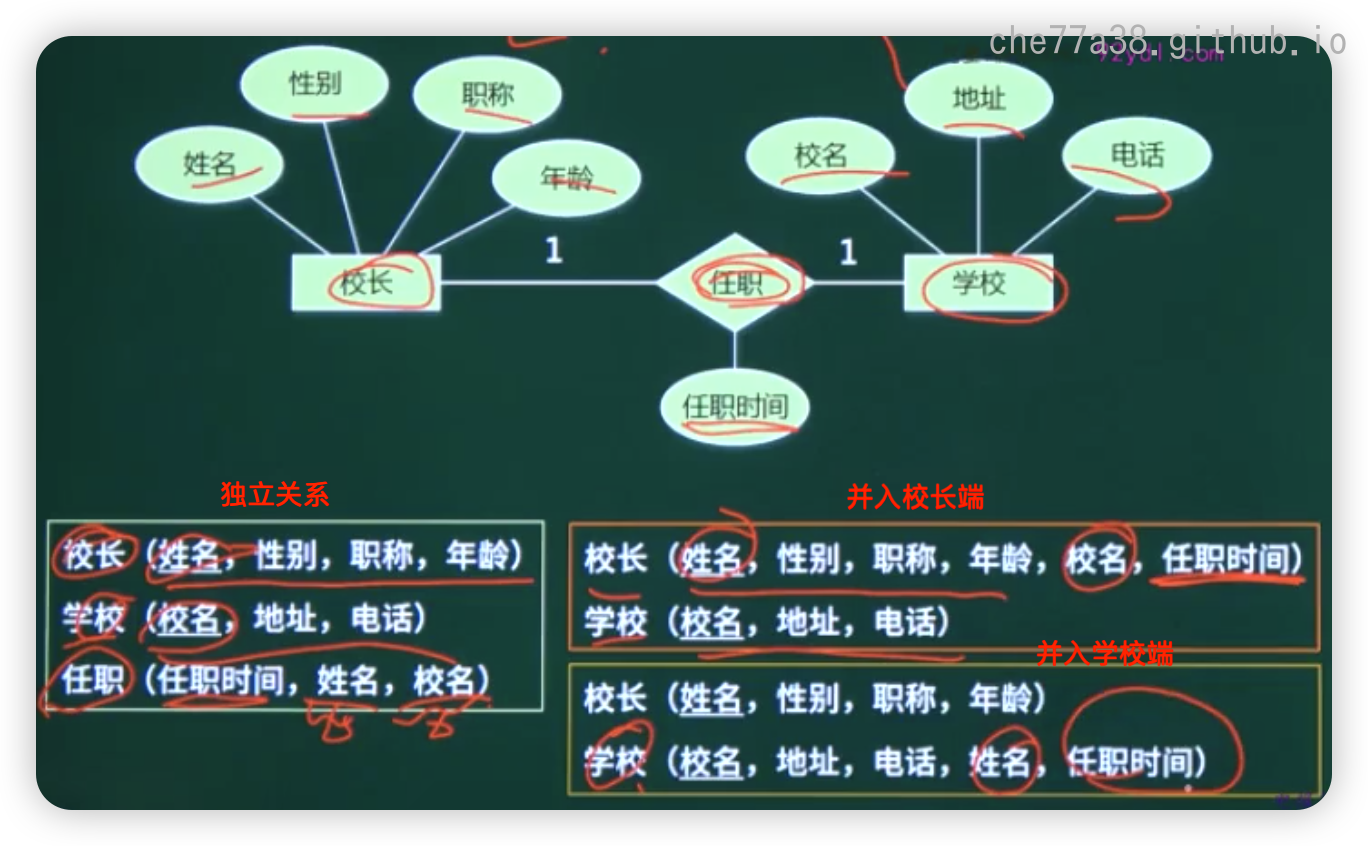 che77a38.github.io
性别
职称
地址
姓名
年龄
校名
电话
1
1
校长
任职
学校
任职时间
独立关系
校长（姓名，性别，职称，年龄）
学校（校名，地址，电话）
任职（任职时间，姓名，校名）
并入校长端
校长（姓名，性别，职称，年龄，校名，任职时间）
学校（校名，地址，电话）
并入学校端
校长（姓名，性别，职称，年龄）
学校（校名，地址，电话，姓名，任职时间）